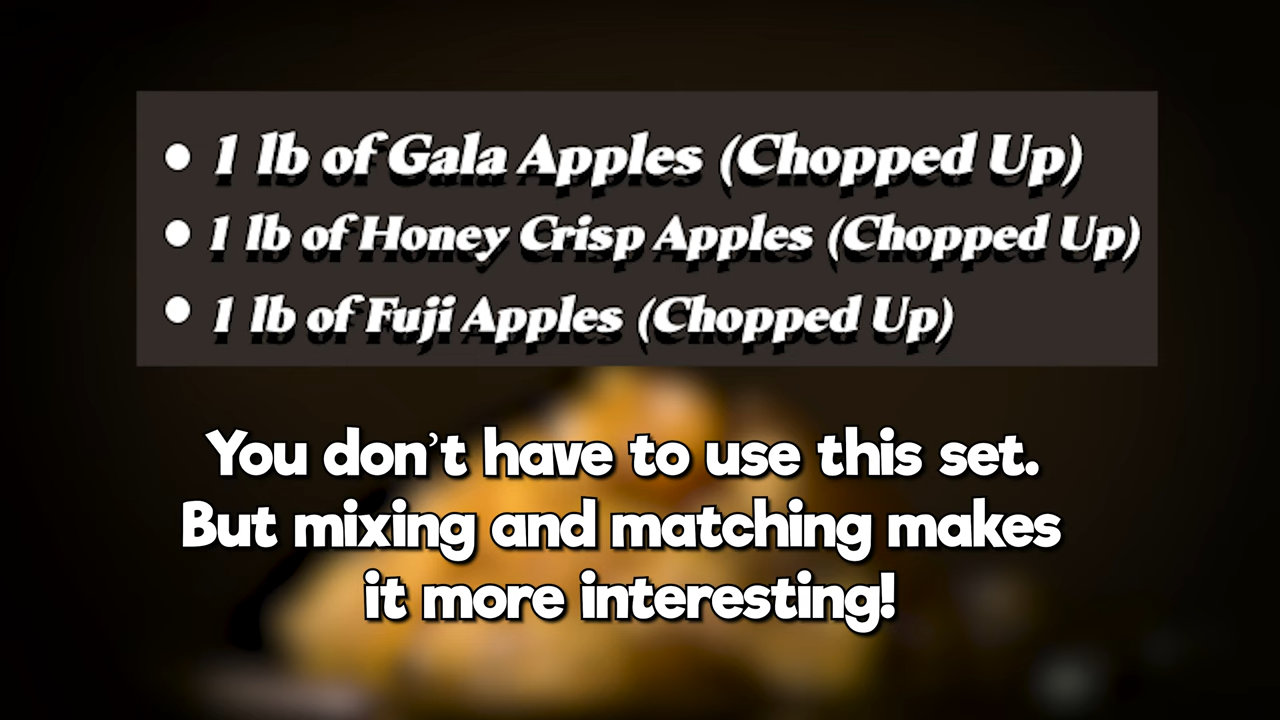 • 1 lb of Gala Apples (Chopped Up)
• 1 lb of Honey Crisp Apples (Chopped Up)
• 1 lb of Fuji Apples (Chopped Up)
You don't have to use this set.
But mixing and matching makes
it more interesting!